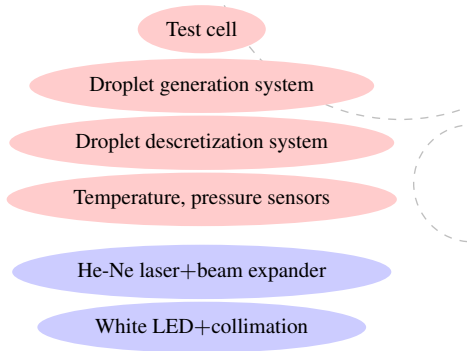 Test cell
Droplet generation system
Droplet descretization system
Temperature, pressure sensors
He-Ne laser+beam expander
White LED+collimation